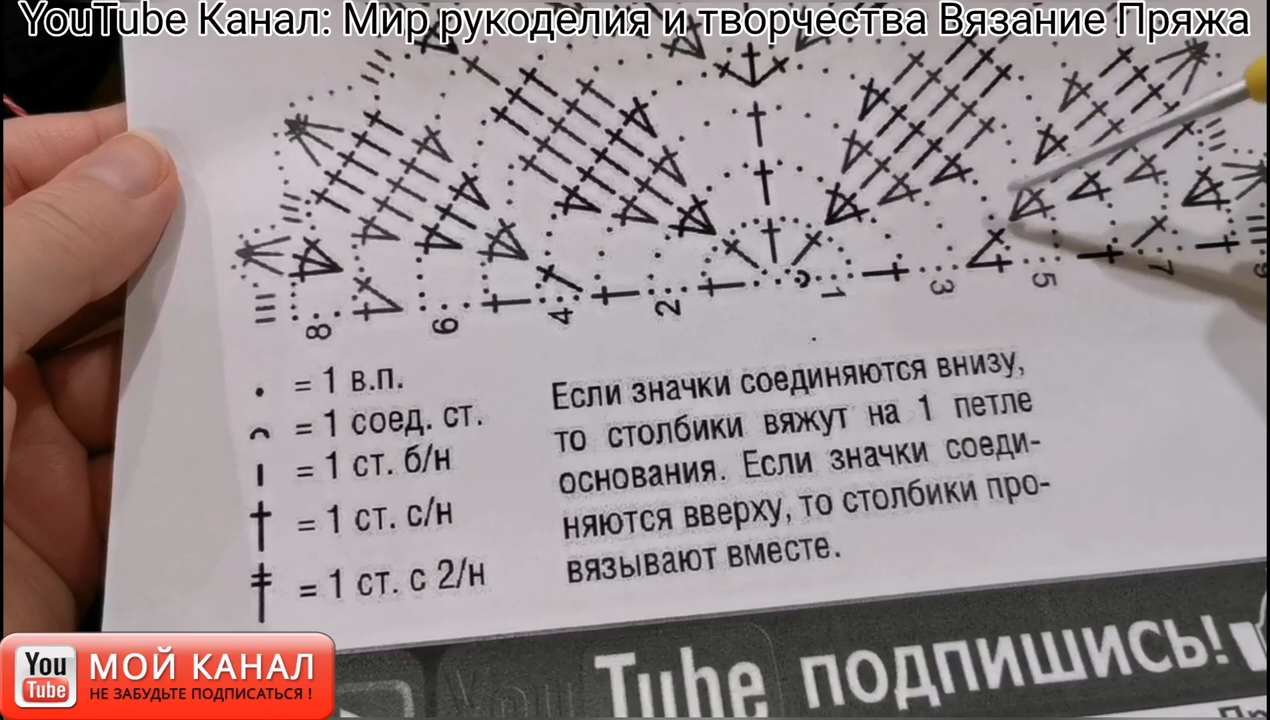 YouTube Канал: Мир рукоделия и творчества Вязание Пряжа
8 6 4 2 1 3 5 7 9
• = 1 в.п.
= 1 соед. ст.
= 1 ст. б/н
= 1 ст. с/н
= 1 ст. с 2/н
Если значки соединяются внизу,
то столбики вяжут на 1 петле
основания. Если значки соеди-
няются вверху, то столбики про-
вязывают вместе.
You Tube ПОДПИШИСЬ!
You
Tube
МОЙ КАНАЛ
НЕ ЗАБУДЬТЕ ПОДПИСАТЬСЯ !